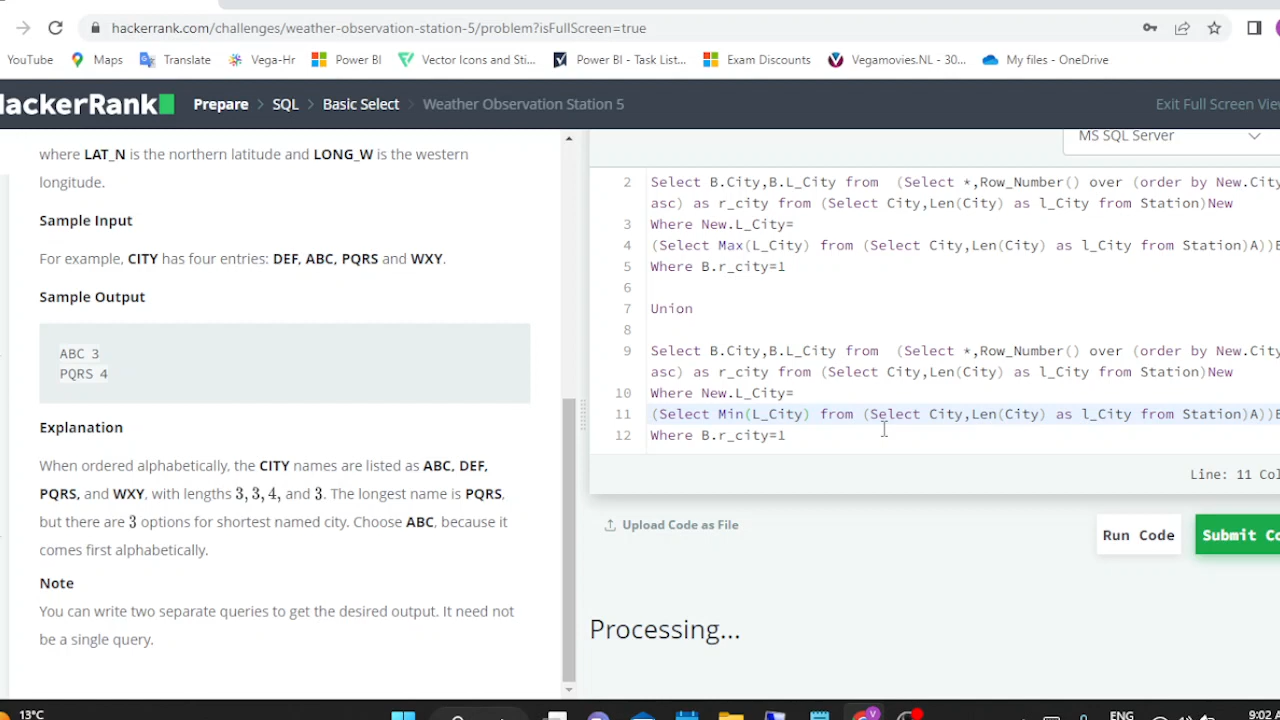 hackerrank.com/challenges/weather-observation-station-5/problem?isFullScreen=true
YouTube Maps Translate Vega-Hr Power BI Vector Icons and Sti... Power BI - Task List... Exam Discounts Vegamovies.NL - 30... My files - OneDrive
HackerRank Prepare > SQL > Basic Select > Weather Observation Station 5 Exit Full Screen Vie
where LAT_N is the northern latitude and LONG_W is the western
longitude.
Sample Input
For example, CITY has four entries: DEF, ABC, PQRS and WXY.
Sample Output
ABC 3
PQRS 4
Explanation
When ordered alphabetically, the CITY names are listed as ABC, DEF,
PQRS, and WXY, with lengths 3, 3, 4, and 3. The longest name is PQRS,
but there are 3 options for shortest named city. Choose ABC, because it
comes first alphabetically.
Note
You can write two separate queries to get the desired output. It need not
be a single query.
MS SQL Server
2 Select B.City,B.L_City from (Select *,Row_Number() over (order by New.City
asc) as r_city from (Select City,Len(City) as l_City from Station)New
3 Where New.L_City=
4 (Select Max(L_City) from (Select City,Len(City) as l_City from Station)A))B
5 Where B.r_city=1
6
7 Union
8
9 Select B.City,B.L_City from (Select *,Row_Number() over (order by New.City
asc) as r_city from (Select City,Len(City) as l_City from Station)New
10 Where New.L_City=
11 (Select Min(L_City) from (Select City,Len(City) as l_City from Station)A))B
12 Where B.r_city=1
Line: 11 Col
Upload Code as File
Run Code Submit Co
Processing...
13°C
V
ENG
9:02